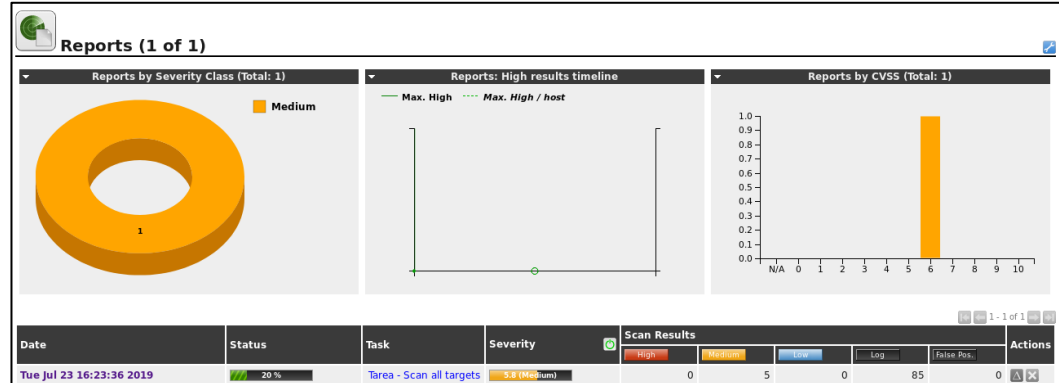 Reports (1 of 1)
Reports by Severity Class (Total: 1)
Medium
1
Reports: High results timeline
Max. High
Max. High / host
Reports by CVSS (Total: 1)
1.0
0.9
0.8
0.7
0.6
0.5
0.4
0.3
0.2
0.1
0.0
N/A 0 1 2 3 4 5 6 7 8 9 10
1 - 1 of 1
Date Status Task Severity Scan Results Actions
High Medium Low Log False Pos.
Tue Jul 23 16:23:36 2019 20 % Tarea - Scan all targets 5.8 (Medium) 0 5 0 85 0